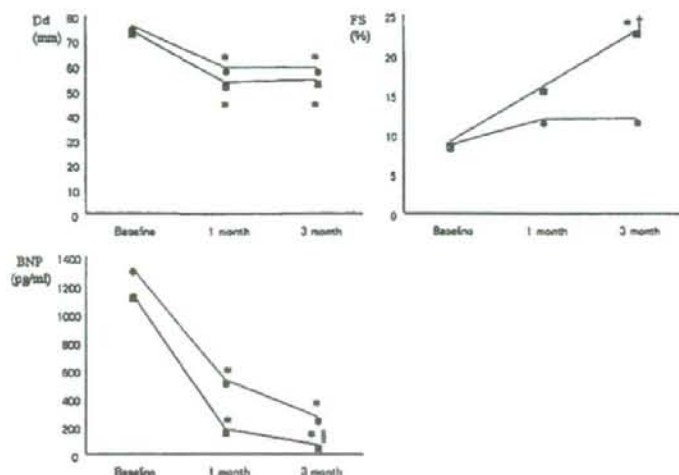 Dd
(mm)
80
70
60
50
40
30
20
10
0
Baseline
1 month
3 month
FS
(%)
25
20
15
10
5
0
* †
Baseline
1 month
3 month
BNP
(pg/ml)
1400
1200
1000
800
600
400
200
0
Baseline
1 month
3 month